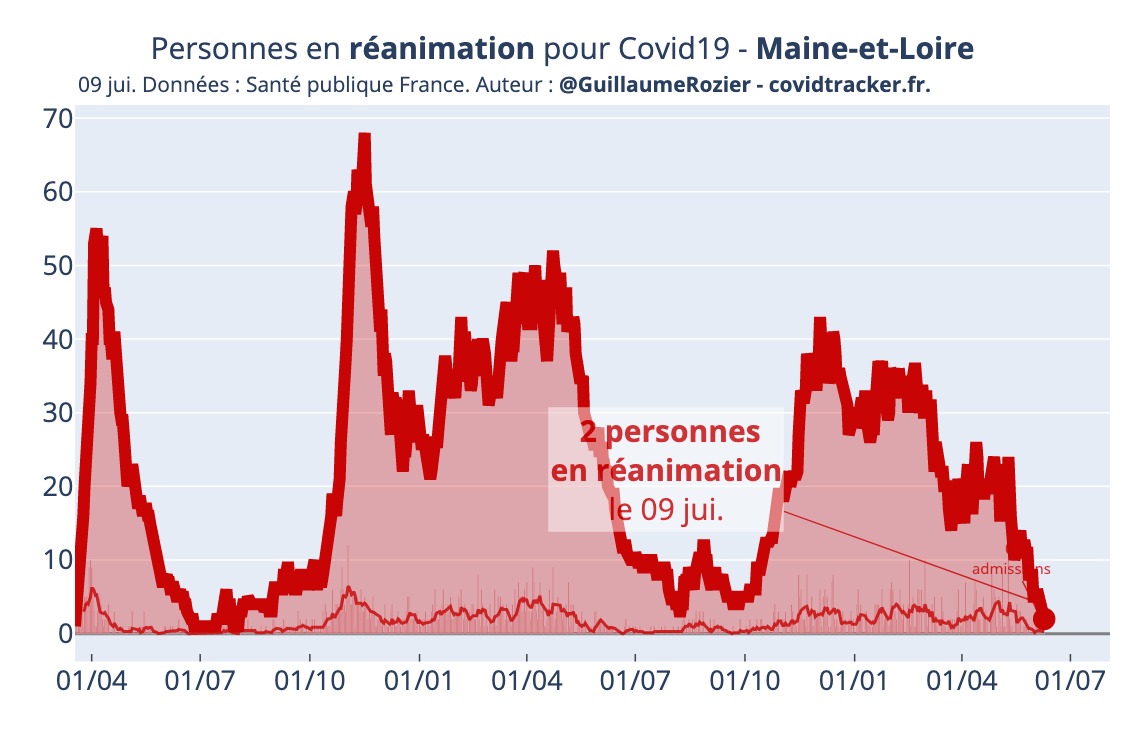 Personnes en réanimation pour Covid19 - Maine-et-Loire
09 jui. Données : Santé publique France. Auteur : @GuillaumeRozier - covidtracker.fr.
70
60
50
40
30
20
10
0
2 personnes
en réanimation
le 09 jui.
01/04 01/07 01/10 01/01 01/04 01/07 01/10 01/01 01/04 01/07